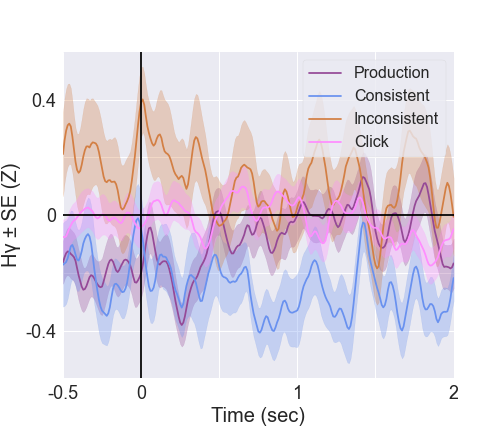 Production
Consistent
Inconsistent
Click
0.4
0
-0.4
Hγ ± SE (Z)
-0.5
0
1
2
Time (sec)